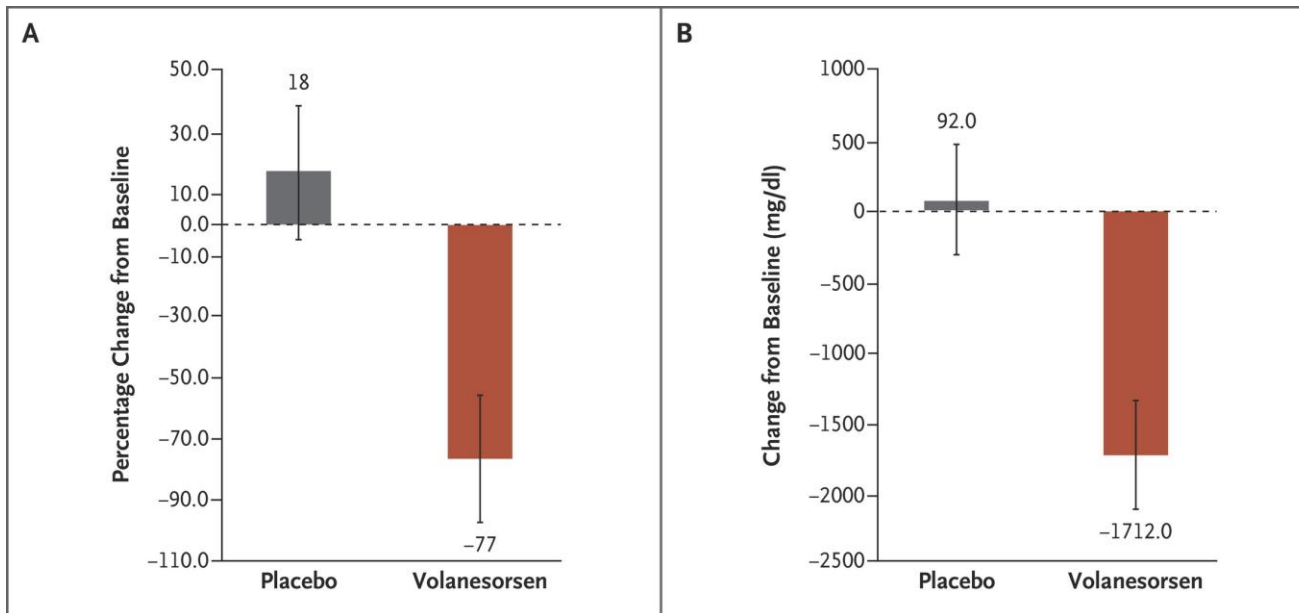 A
Percentage Change from Baseline
50.0
30.0
10.0
0.0
–10.0
–30.0
–50.0
–70.0
–90.0
–110.0
18
–77
Placebo
Volanesorsen
B
Change from Baseline (mg/dl)
1000
500
0
–500
–1000
–1500
–2000
–2500
92.0
–1712.0
Placebo
Volanesorsen